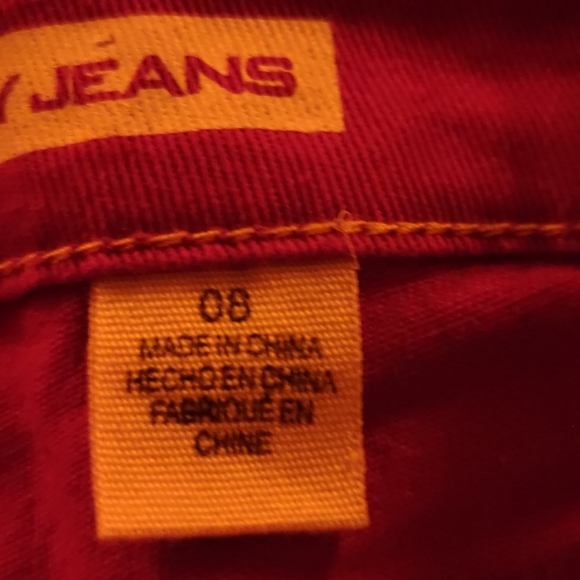 Y JEANS
08
MADE IN CHINA
HECHO EN CHINA
FABRIQUÉ EN
CHINE